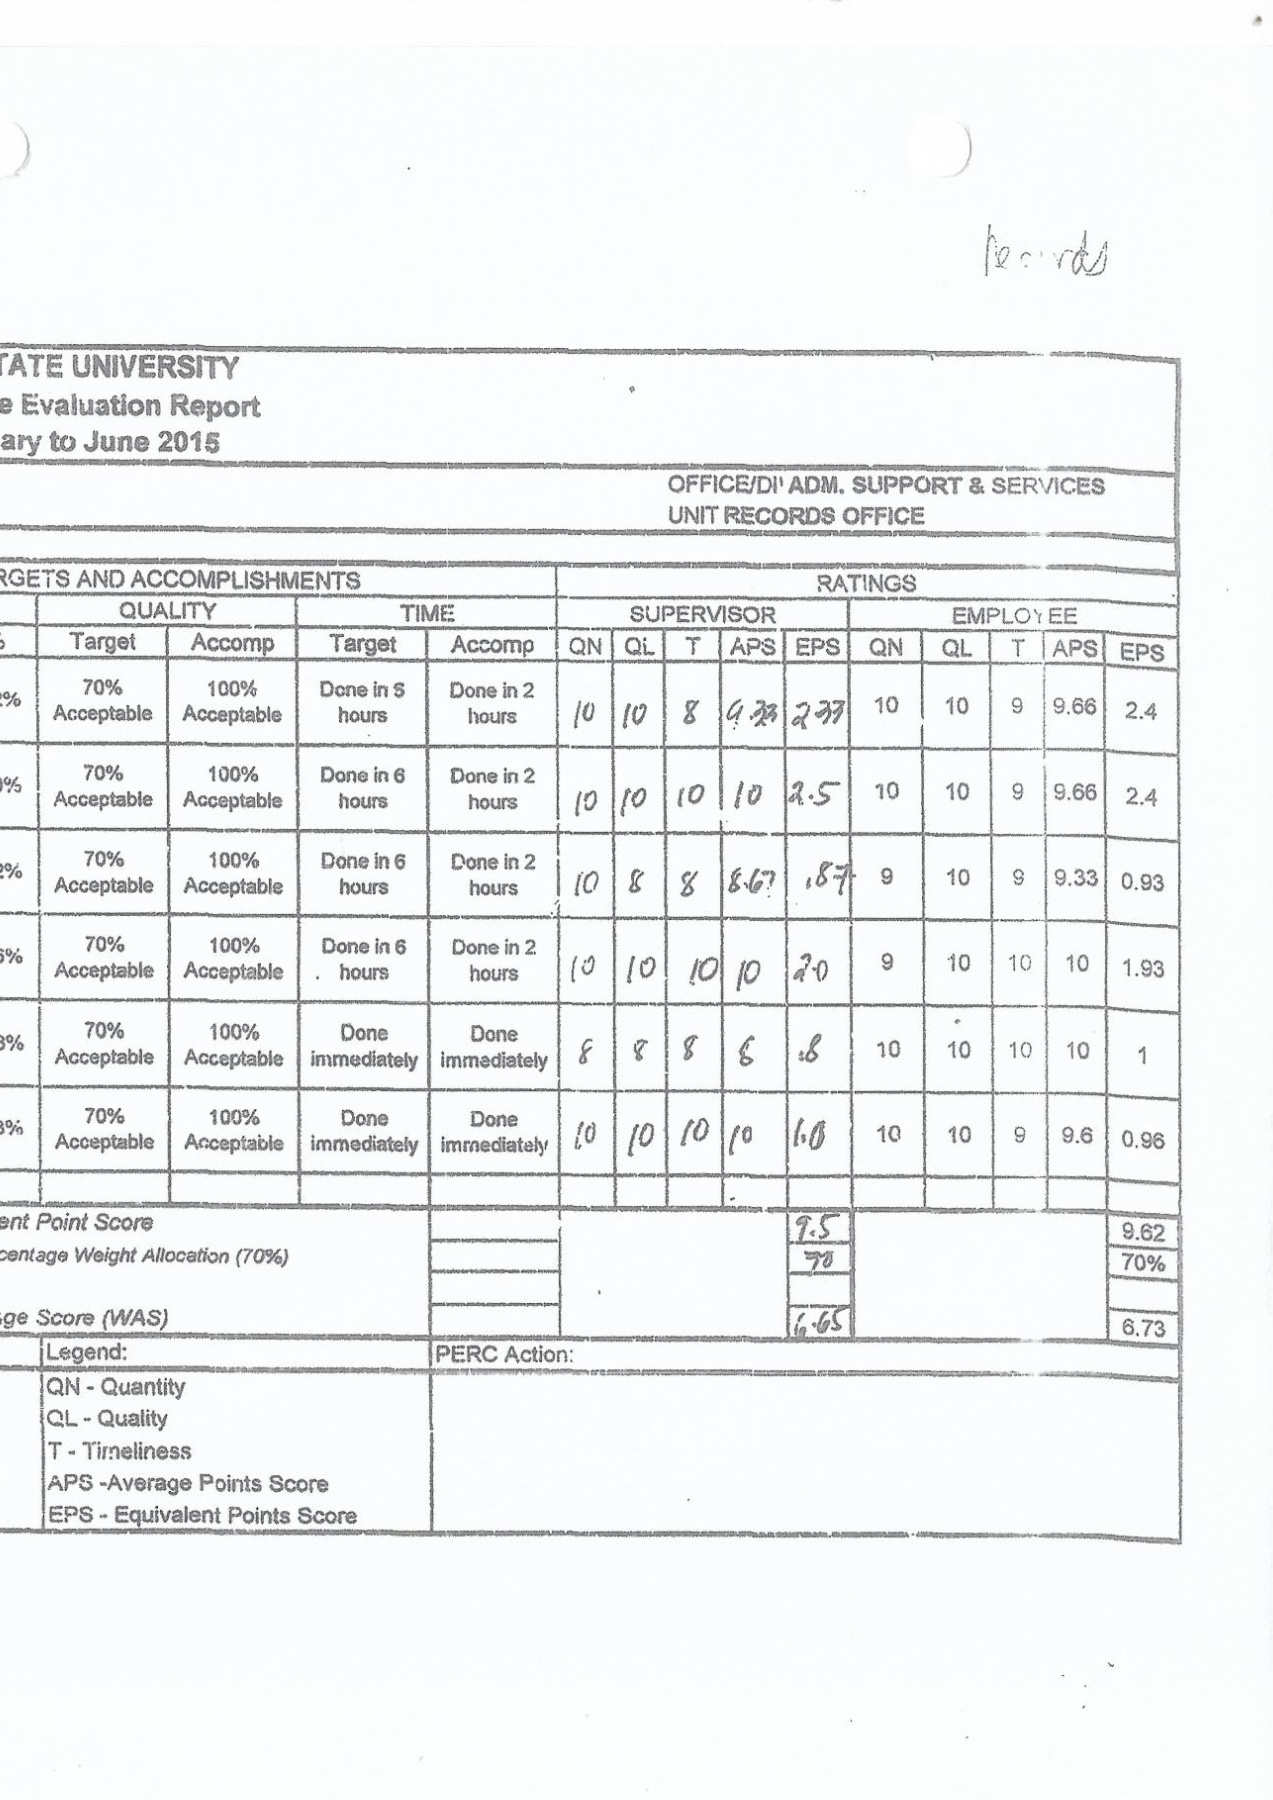 records
TATE UNIVERSITY
e Evaluation Report
ary to June 2015
OFFICE/DI' ADM. SUPPORT & SERVICES
UNIT RECORDS OFFICE
RGETS AND ACCOMPLISHMENTS RATINGS
QUALITY TIME SUPERVISOR EMPLOYEE
Target Accomp Target Accomp QN QL T APS EPS QN QL T APS EPS
% 70% Acceptable 100% Acceptable Done in hours Done in 2 hours 10 10 8 9.33 2.33 10 10 9 9.66 2.4
% 70% Acceptable 100% Acceptable Done in 6 hours Done in 2 hours 10 10 10 10 2.5 10 10 9 9.66 2.4
2% 70% Acceptable 100% Acceptable Done in 6 hours Done in 2 hours 10 8 8 8.67 .87 9 10 9 9.33 0.93
% 70% Acceptable 100% Acceptable Done in 6 hours Done in 2 hours 10 10 10 10 2.0 9 10 10 10 1.93
3% 70% Acceptable 100% Acceptable Done immediately Done immediately 8 8 8 8 .8 10 10 10 10 1
3% 70% Acceptable 100% Acceptable Done immediately Done immediately 10 10 10 10 1.0 10 10 9 9.6 0.96
ent Point Score 9.5 9.62
centage Weight Allocation (70%) 70 70%
ge Score (WAS) 6.65 6.73
Legend: PERC Action:
QN - Quantity
QL - Quality
T - Timeliness
APS -Average Points Score
EPS - Equivalent Points Score